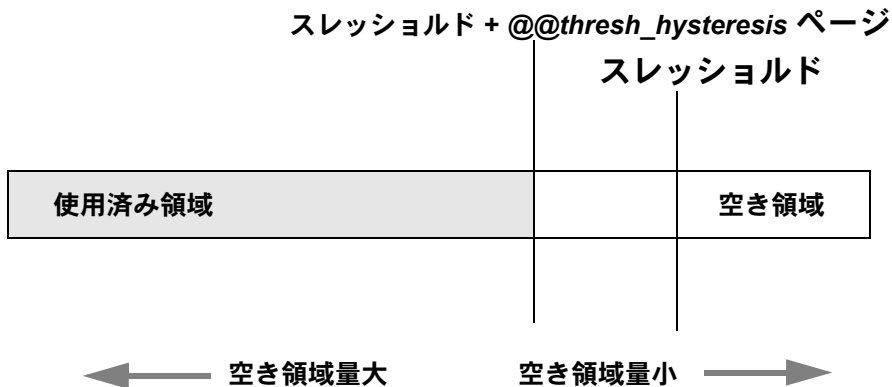 スレッショルド + @@thresh_hysteresis ページ
スレッショルド
使用済み領域 空き領域
空き領域量大 空き領域量小